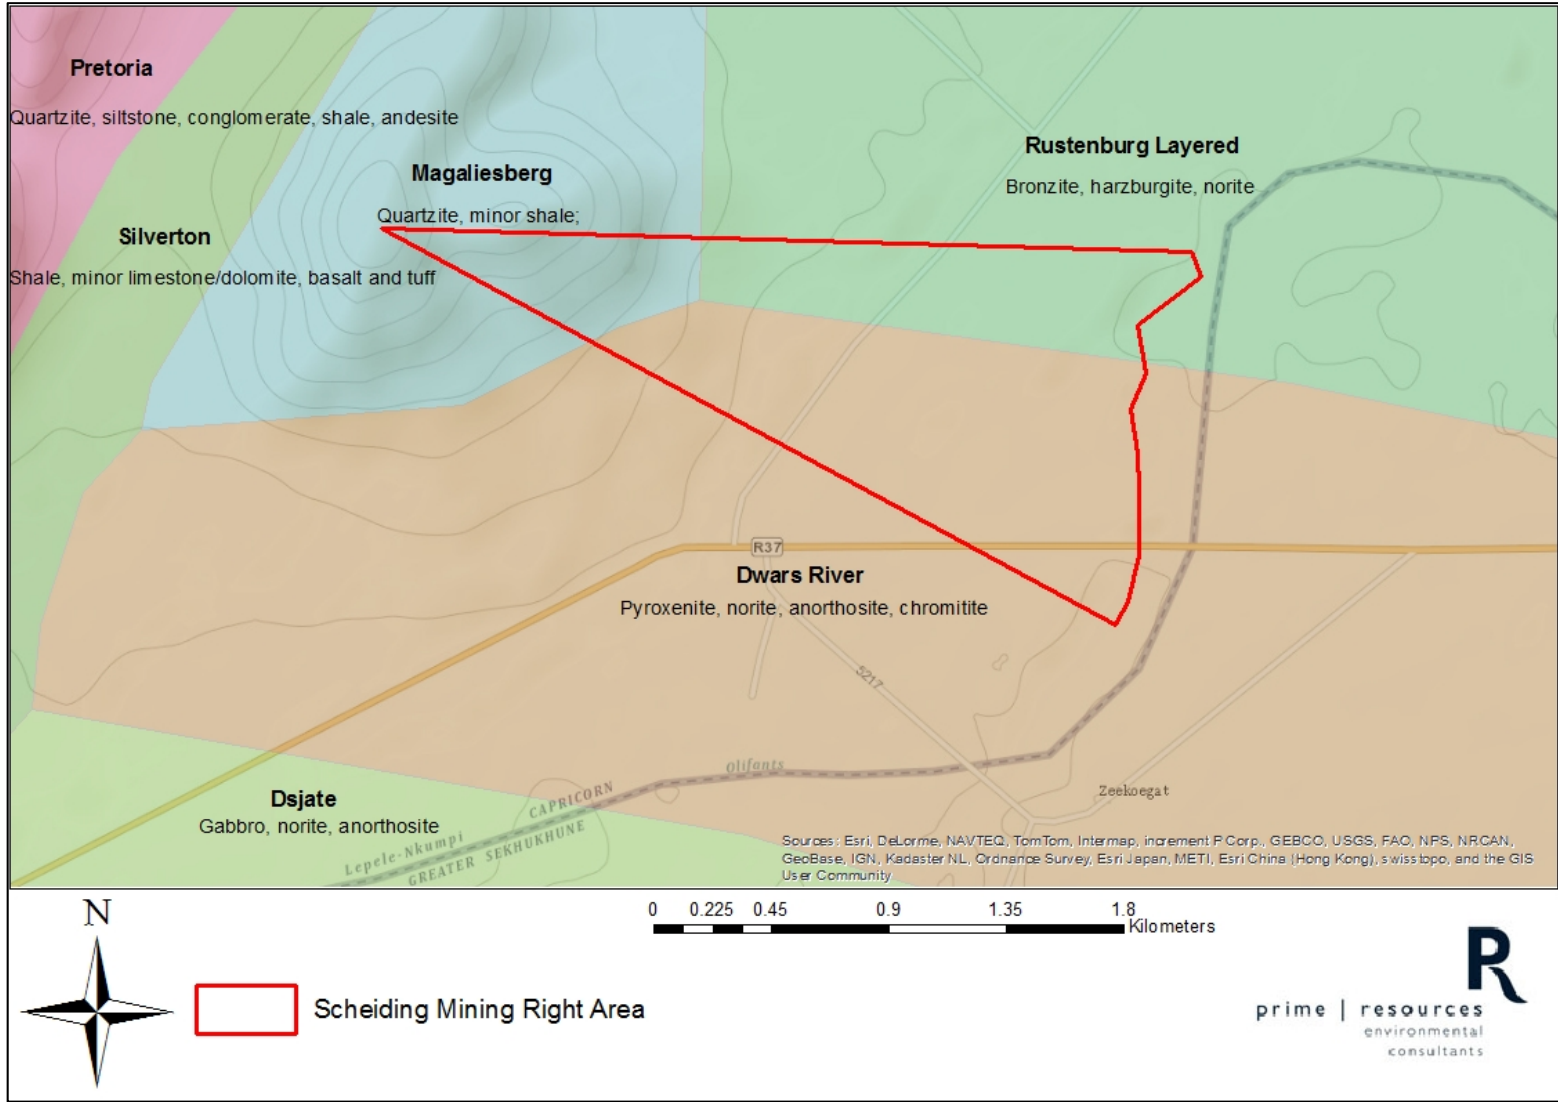 Pretoria
Quartzite, siltstone, conglomerate, shale, andesite
Magaliesberg
Quartzite, minor shale;
Rustenburg Layered
Bronzite, harzburgite, norite
Silverton
Shale, minor limestone/dolomite, basalt and tuff
R37
Dwars River
Pyroxenite, norite, anorthosite, chromitite
5217
Olifants
Zeekoegat
Dsjate
Gabbro, norite, anorthosite
CAPRICORN
Lepele-Nkumpi
GREATER SEKHUKHUNE
Sources: Esri, DeLorme, NAVTEQ, TomTom, Intermap, increment P Corp., GEBCO, USGS, FAO, NPS, NRCAN,
GeoBase, IGN, Kadaster NL, Ordnance Survey, Esri Japan, METI, Esri China (Hong Kong), swisstopo, and the GIS
User Community
N
0 0.225 0.45 0.9 1.35 1.8
Kilometers
Scheiding Mining Right Area
R
prime | resources
environmental
consultants